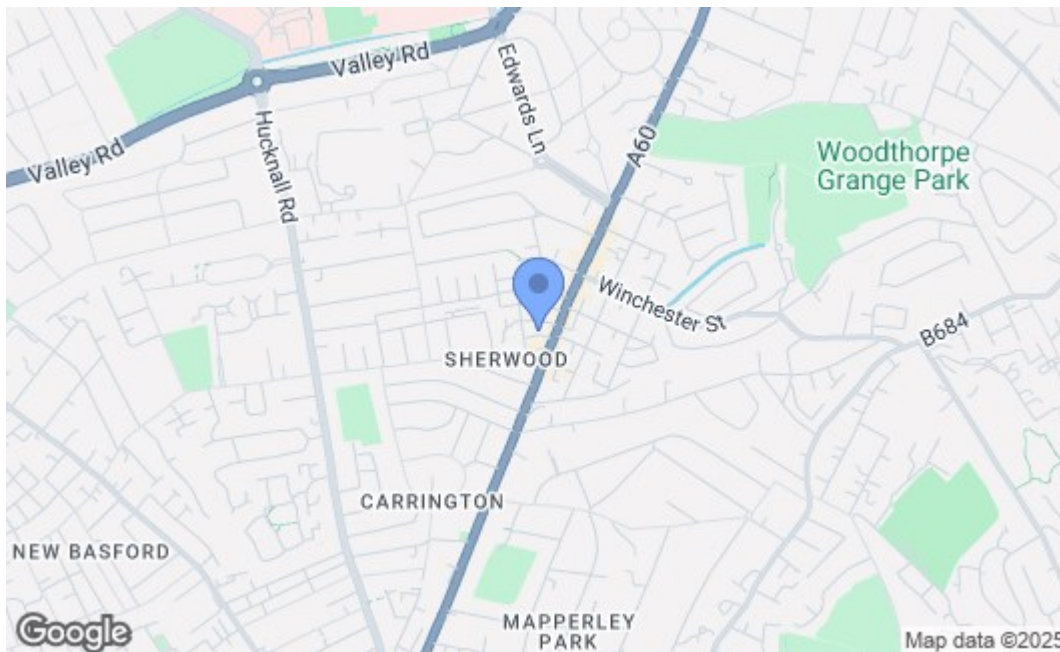 Valley Rd
Edwards Ln
A60
Valley Rd
Hucknall Rd
Woodthorpe
Grange Park
Winchester St
B684
SHERWOOD
CARRINGTON
NEW BASFORD
MAPPERLEY
PARK
Google
Map data ©2025